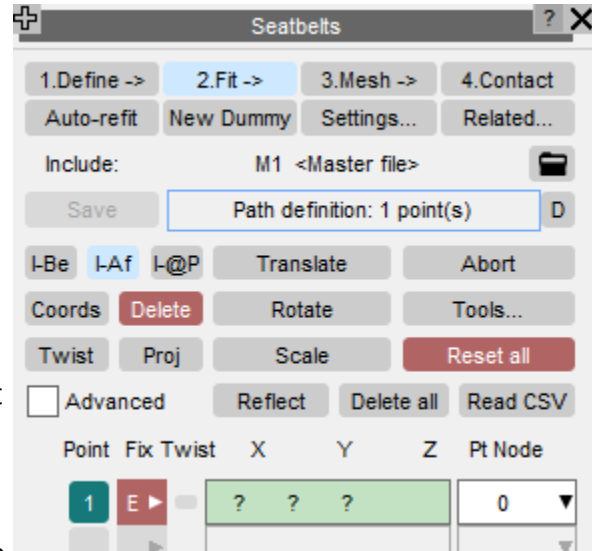 Seatbelts ?
1.Define -> 2.Fit -> 3.Mesh -> 4.Contact
Auto-refit New Dummy Settings... Related...
Include: M1 <Master file>
Save Path definition: 1 point(s) D
I-Be I-Af I-@P Translate Abort
Coords Delete Rotate Tools...
Twist Proj Scale Reset all
Advanced Reflect Delete all Read CSV
Point Fix Twist X Y Z Pt Node
1 E ? ? ? 0